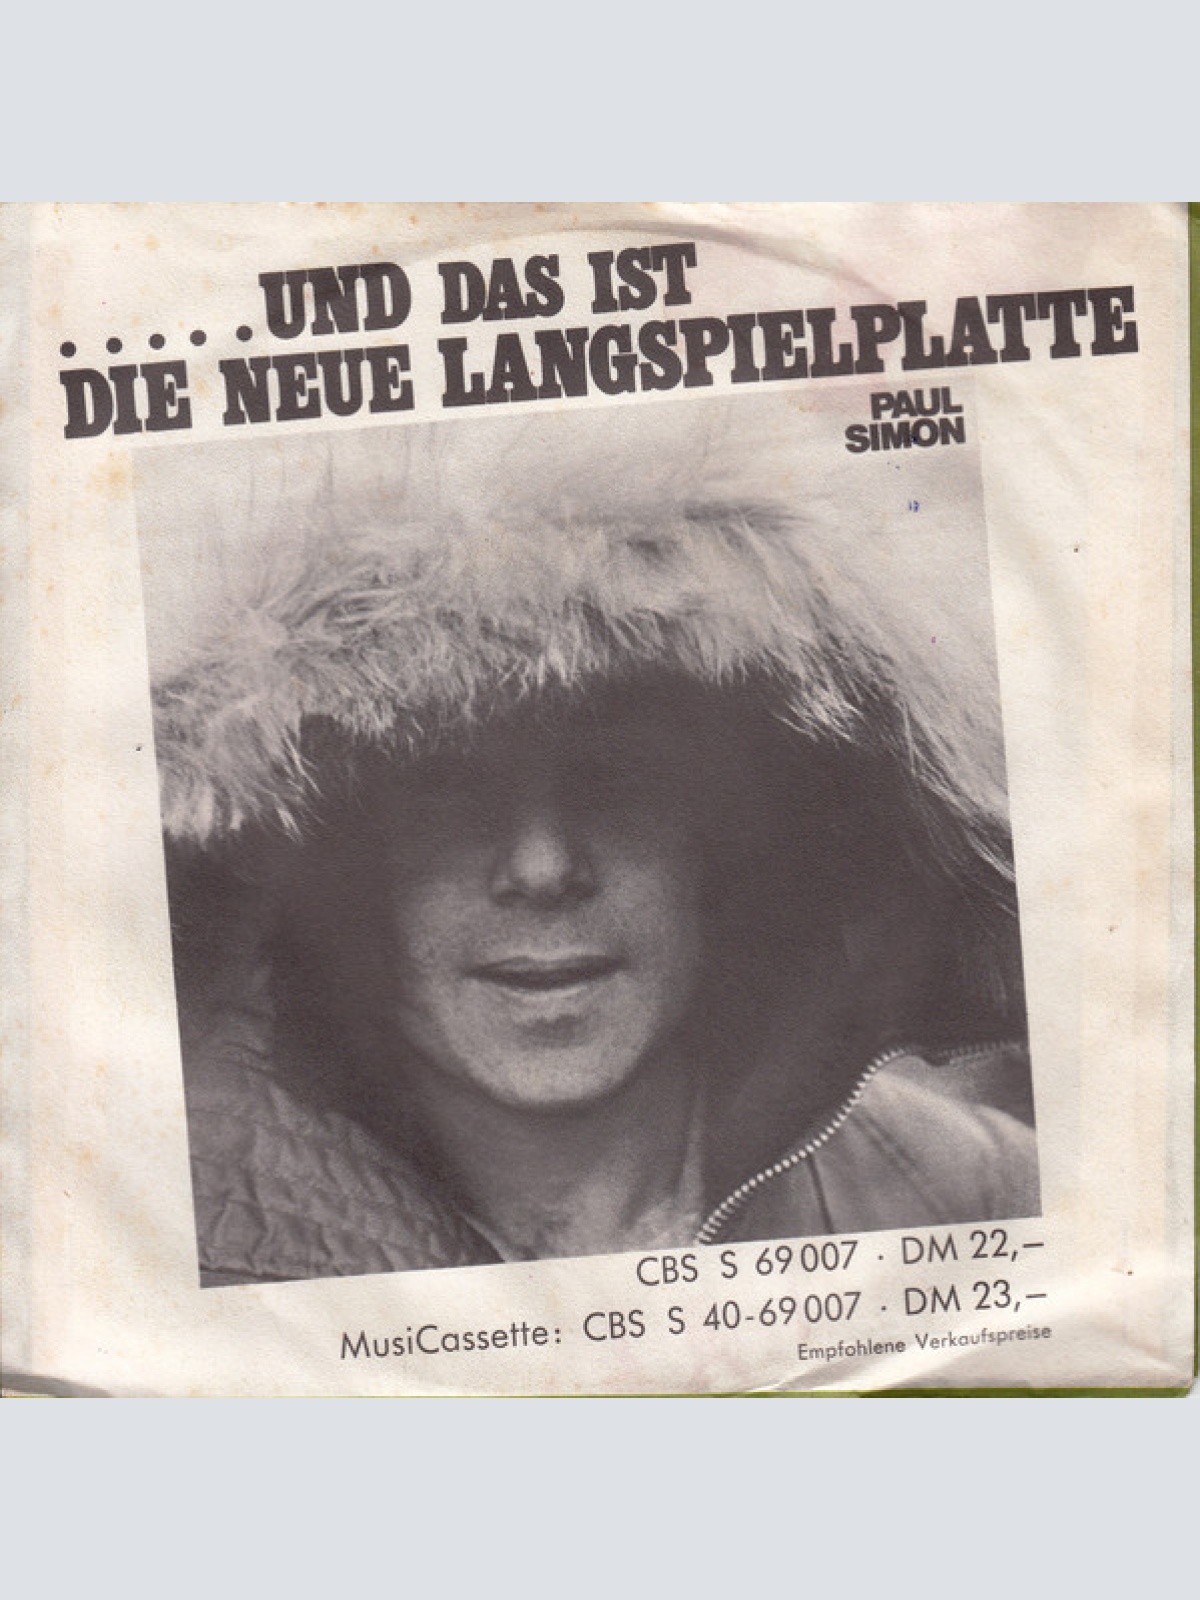 .....UND DAS IST
DIE NEUE LANGSPIELPLATTE
PAUL
SIMON
CBS S 69007 · DM 22,–
MusiCassette: CBS S 40-69007 · DM 23,–
Empfohlene Verkaufspreise